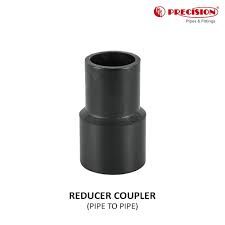 PRECISION
Pipes & Fittings
REDUCER COUPLER
(PIPE TO PIPE)